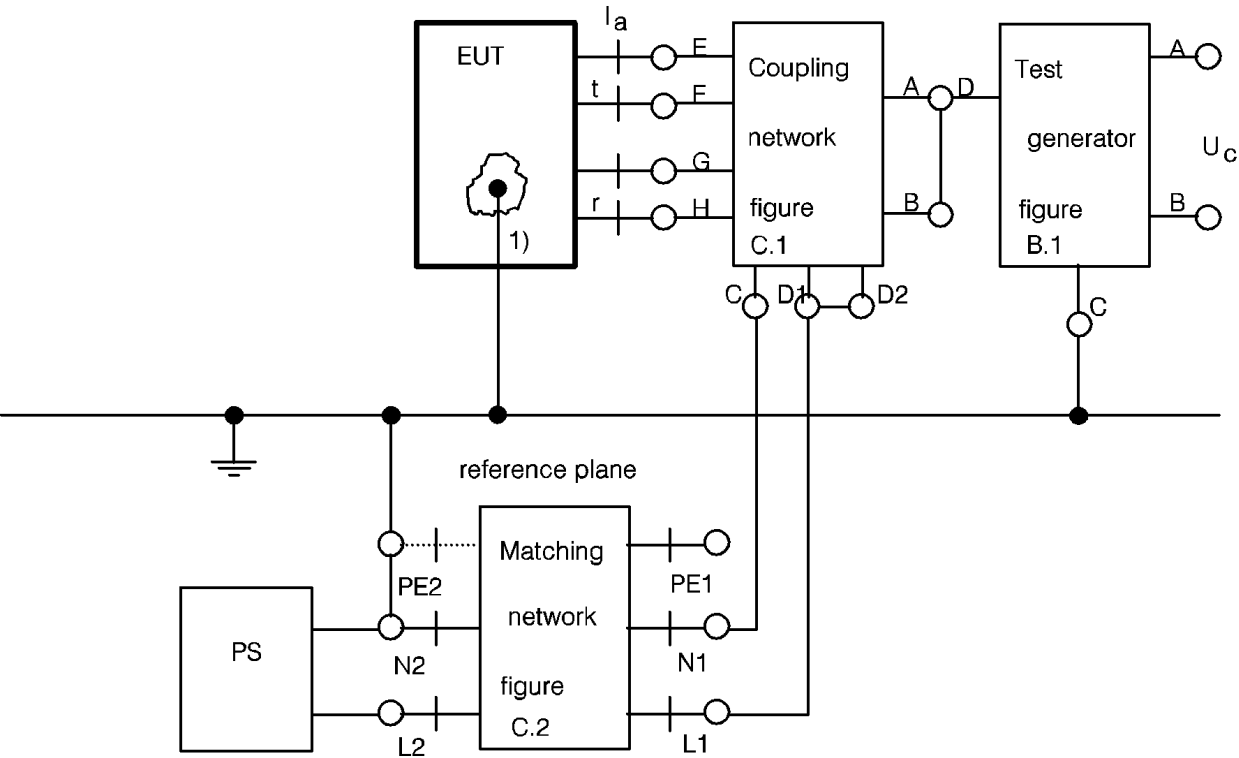 Ia
EUT
E
Coupling
A
D
Test
A
t
F
network
generator
Uc
G
r
H
figure
B
figure
B
1)
C.1
B.1
C
D1
D2
C
reference plane
Matching
PE2
PE1
network
PS
N2
N1
figure
C.2
L2
L1